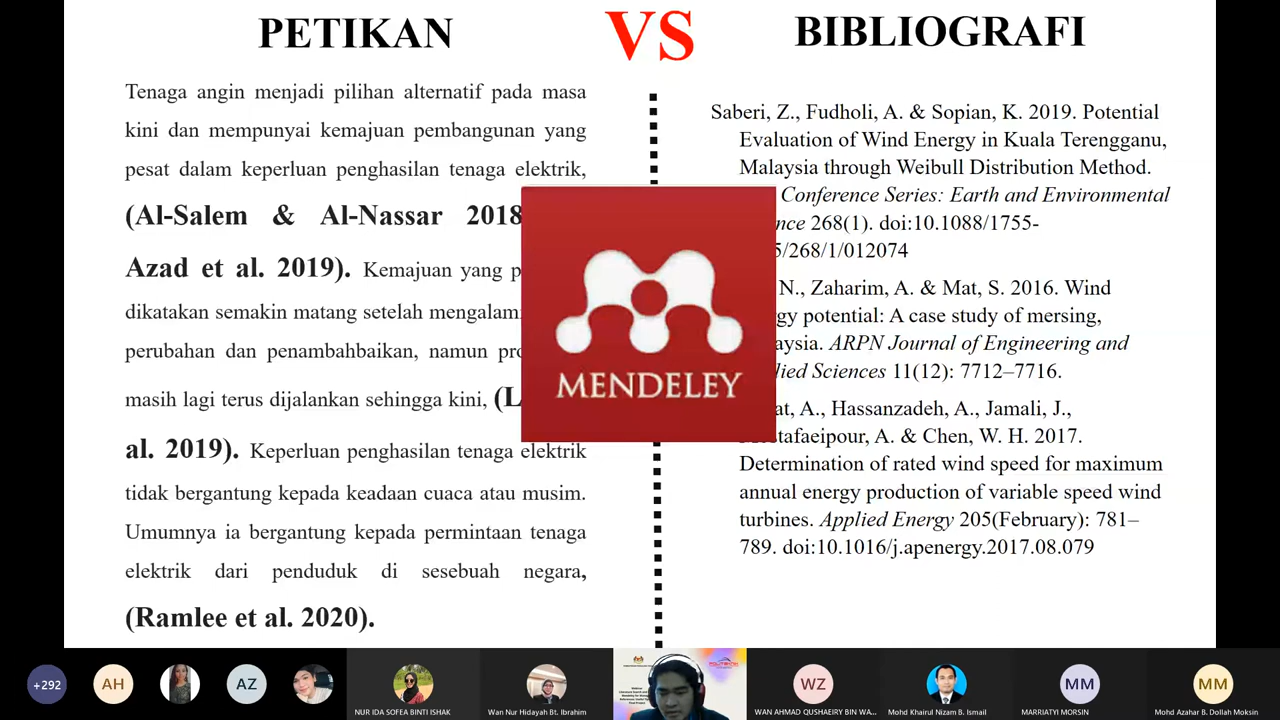 PETIKAN
VS
BIBLIOGRAFI
Tenaga angin menjadi pilihan alternatif pada masa
kini dan mempunyai kemajuan pembangunan yang
pesat dalam keperluan penghasilan tenaga elektrik,
(Al-Salem & Al-Nassar 2018
Azad et al. 2019). Kemajuan yang
dikatakan semakin matang setelah mengalami
perubahan dan penambahbaikan, namun
masih lagi terus dijalankan sehingga kini,
al. 2019). Keperluan penghasilan tenaga elektrik
tidak bergantung kepada keadaan cuaca atau musim.
Umumnya ia bergantung kepada permintaan tenaga
elektrik dari penduduk di sesebuah negara,
(Ramlee et al. 2020).
MENDELEY
Saberi, Z., Fudholi, A. & Sopian, K. 2019. Potential
Evaluation of Wind Energy in Kuala Terengganu,
Malaysia through Weibull Distribution Method.
Conference Series: Earth and Environmental
268(1). doi:10.1088/1755-
/268/1/012074
N., Zaharim, A. & Mat, S. 2016. Wind
potential: A case study of mersing,
ARPN Journal of Engineering and
Sciences 11(12): 7712–7716.
A., Hassanzadeh, A., Jamali, J.,
A. & Chen, W. H. 2017.
Determination of rated wind speed for maximum
annual energy production of variable speed wind
turbines. Applied Energy 205(February): 781–
789. doi:10.1016/j.apenergy.2017.08.079
+292
AH
AZ
NUR IDA SOFEA BINTI ISHAK
Wan Nur Hidayah Bt. Ibrahim
WZ
WAN AHMAD QUSHAEIRY BIN WA...
Mohd Khairul Nizam B. Ismail
MM
MARRIATYI MORSIN
MM
Mohd Azahar B. Dollah Moksin